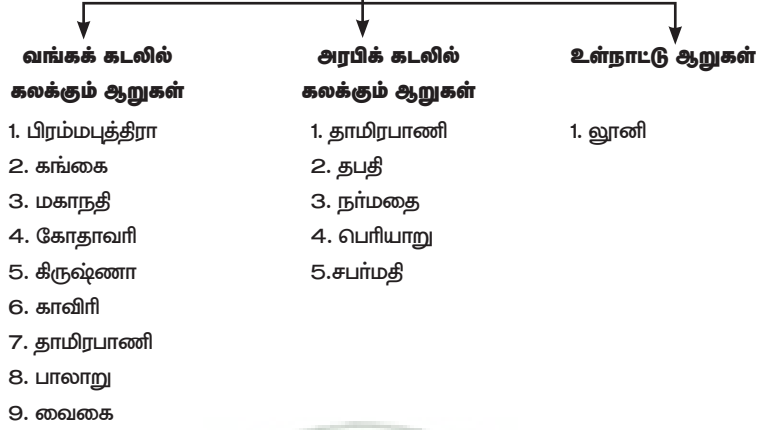 வங்கக் கடலில்
கலக்கும் ஆறுகள்
1. பிரம்மபுத்திரா
2. கங்கை
3. மகாநதி
4. கோதாவரி
5. கிருஷ்ணா
6. காவிரி
7. தாமிரபாணி
8. பாலாறு
9. வைகை
அரபிக் கடலில்
கலக்கும் ஆறுகள்
1. தாமிரபாணி
2. தபதி
3. நர்மதை
4. பெரியாறு
5.சபர்மதி
உள்நாட்டு ஆறுகள்
1. லூனி